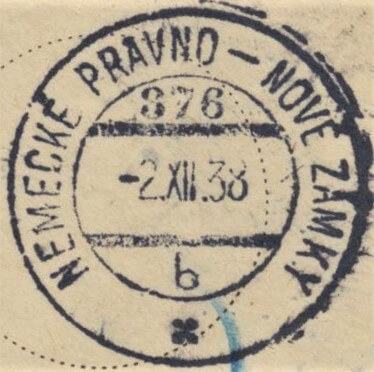 NEMECKÉ PRAVNO - NOVÉ ZÁMKY
376
-2.XII.38
b